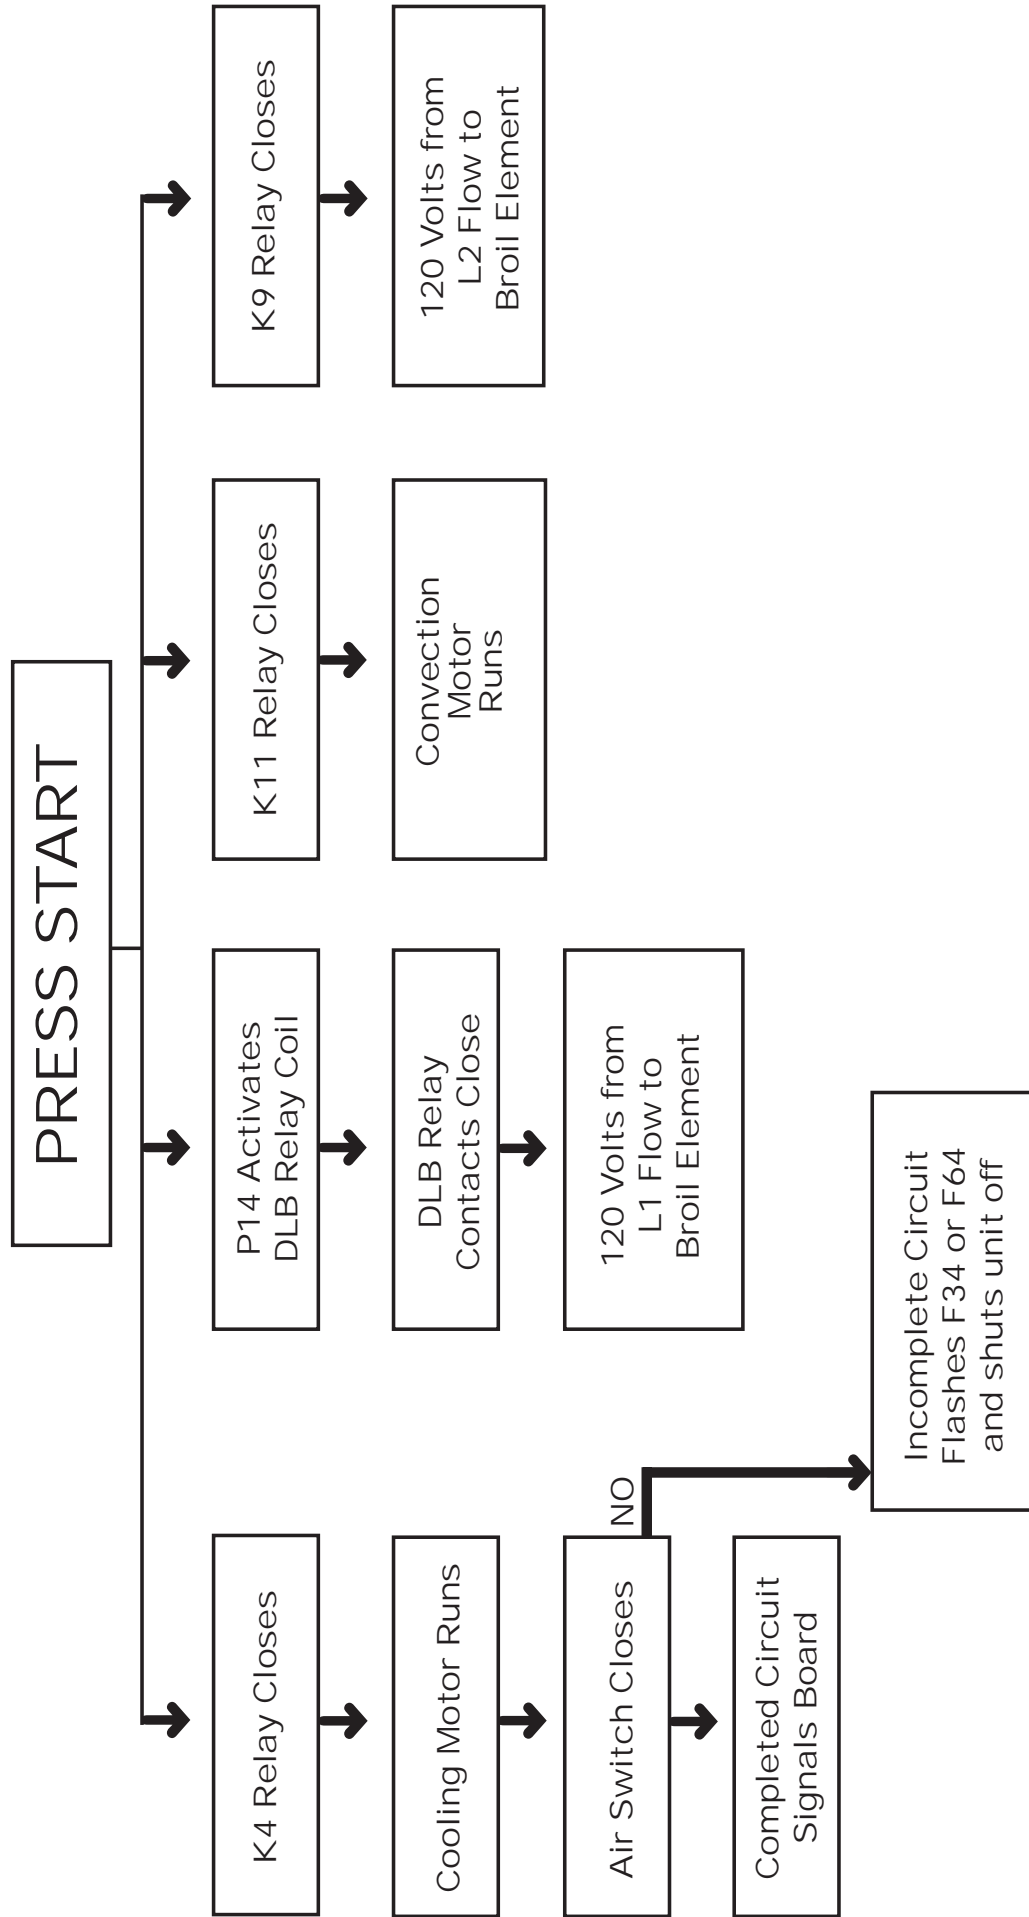 PRESS START
K4 Relay Closes
Cooling Motor Runs
Air Switch Closes
NO
Completed Circuit
Signals Board
Incomplete Circuit
Flashes F34 or F64
and shuts unit off
P14 Activates
DLB Relay Coil
DLB Relay
Contacts Close
120 Volts from
L1 Flow to
Broil Element
K11 Relay Closes
Convection
Motor
Runs
K9 Relay Closes
120 Volts from
L2 Flow to
Broil Element